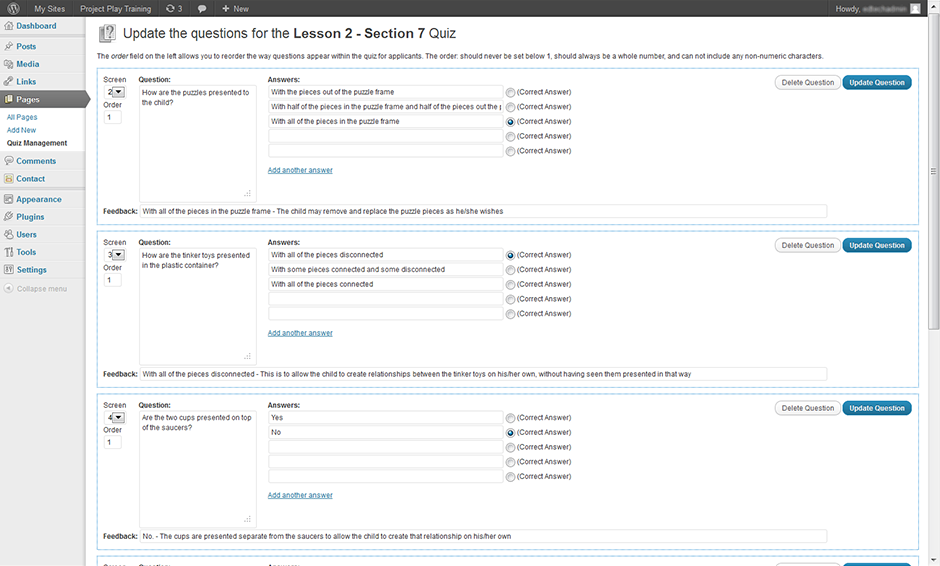 My Sites Project Play Training 3 + New Howdy,
Dashboard
Posts
Media
Links
Pages
All Pages
Add New
Quiz Management
Comments
Contact
Appearance
Plugins
Users
Tools
Settings
Collapse menu
Update the questions for the Lesson 2 - Section 7 Quiz
The order field on the left allows you to reorder the way questions appear within the quiz for applicants. The order: should never be set below 1, should always be a whole number, and can not include any non-numeric characters.
Screen Question: Answers: Delete Question Update Question
2 How are the puzzles presented to With the pieces out of the puzzle frame (Correct Answer)
the child?
Order With half of the pieces in the puzzle frame and half of the pieces out the (Correct Answer)
1 With all of the pieces in the puzzle frame (Correct Answer)
(Correct Answer)
(Correct Answer)
Add another answer
Feedback: With all of the pieces in the puzzle frame - The child may remove and replace the puzzle pieces as he/she wishes
Screen Question: Answers: Delete Question Update Question
3 How are the tinker toys presented With all of the pieces disconnected (Correct Answer)
in the plastic container?
Order With some pieces connected and some disconnected (Correct Answer)
1 With all of the pieces connected (Correct Answer)
(Correct Answer)
(Correct Answer)
Add another answer
Feedback: With all of the pieces disconnected - This is to allow the child to create relationships between the tinker toys on his/her own, without having seen them presented in that way
Screen Question: Answers: Delete Question Update Question
4 Are the two cups presented on top Yes (Correct Answer)
of the saucers?
Order No (Correct Answer)
1 (Correct Answer)
(Correct Answer)
(Correct Answer)
Add another answer
Feedback: No. - The cups are presented separate from the saucers to allow the child to create that relationship on his/her own